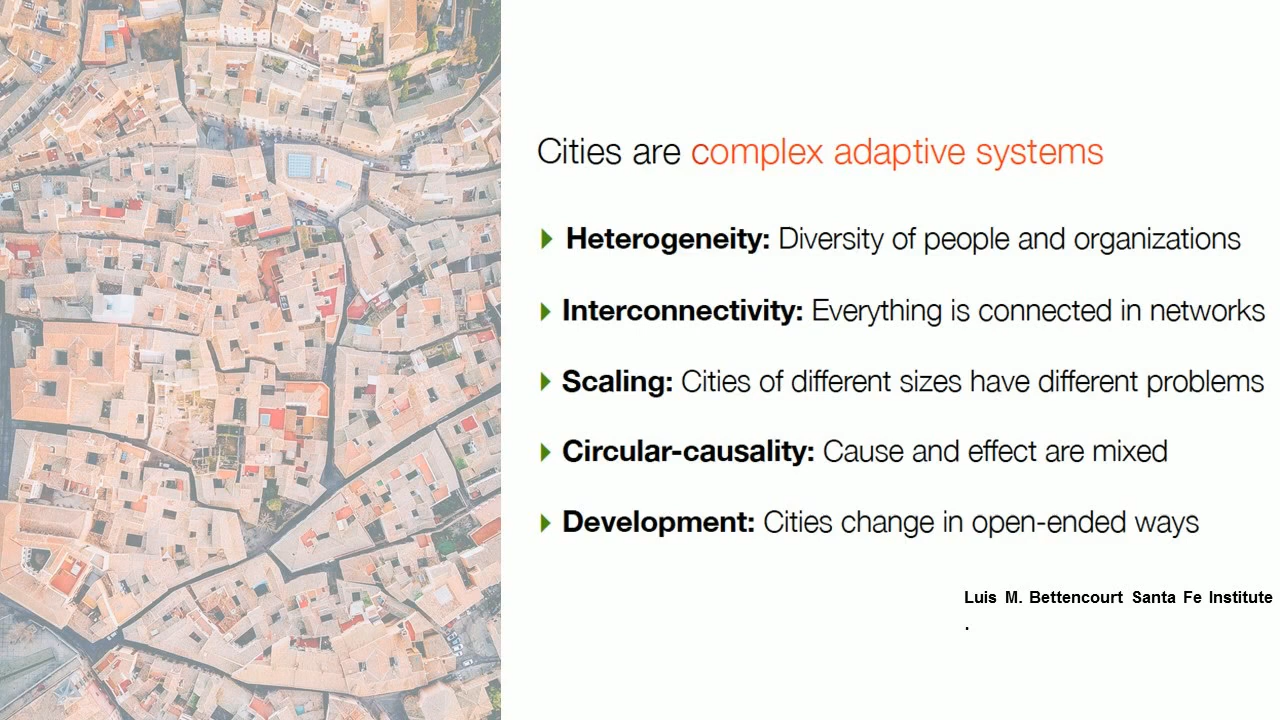 Cities are complex adaptive systems
Heterogeneity: Diversity of people and organizations
Interconnectivity: Everything is connected in networks
Scaling: Cities of different sizes have different problems
Circular-causality: Cause and effect are mixed
Development: Cities change in open-ended ways
Luis M. Bettencourt Santa Fe Institute
.